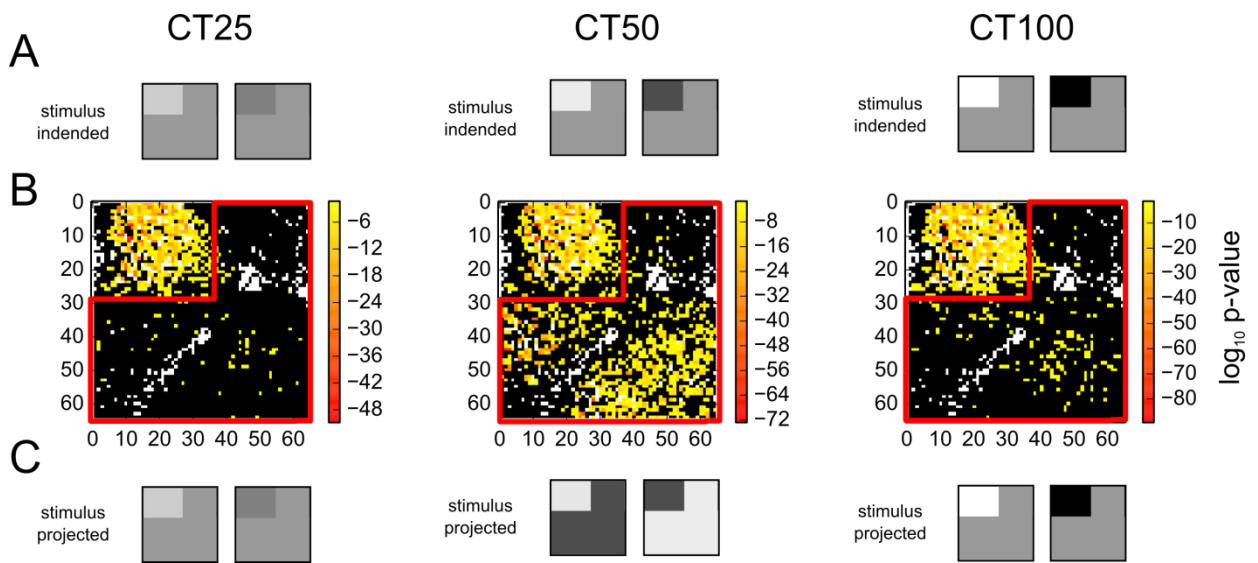 CT25 CT50 CT100
A
stimulus indended
stimulus indended
stimulus indended
B
0 10 20 30 40 50 60
0 10 20 30 40 50 60
−6 −12 −18 −24 −30 −36 −42 −48
0 10 20 30 40 50 60
0 10 20 30 40 50 60
−8 −16 −24 −32 −40 −48 −56 −64 −72
0 10 20 30 40 50 60
0 10 20 30 40 50 60
−10 −20 −30 −40 −50 −60 −70 −80
log₁₀ p-value
C
stimulus projected
stimulus projected
stimulus projected